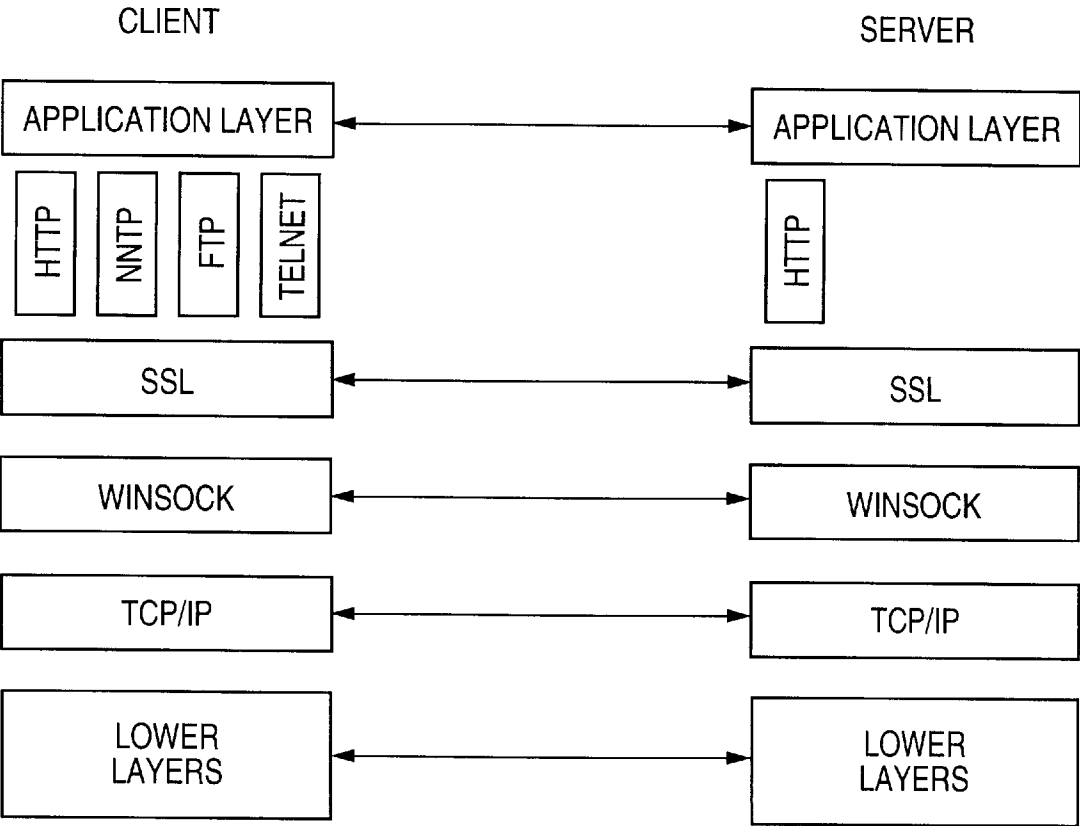 CLIENT
SERVER
APPLICATION LAYER
APPLICATION LAYER
HTTP
NNTP
FTP
TELNET
HTTP
SSL
SSL
WINSOCK
WINSOCK
TCP/IP
TCP/IP
LOWER
LAYERS
LOWER
LAYERS